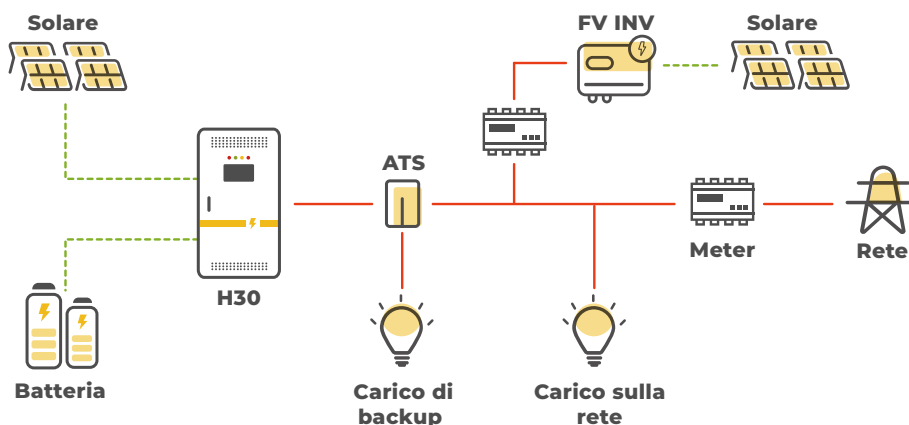 Solare
FV INV
Solare
ATS
H30
Meter
Rete
Batteria
Carico di
backup
Carico sulla
rete